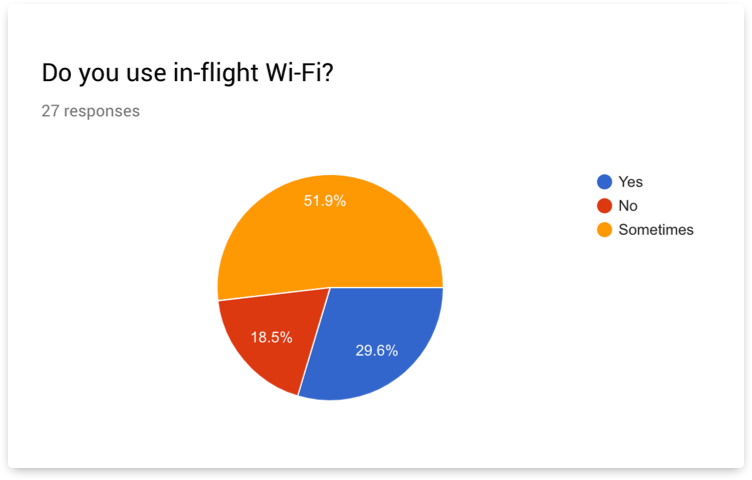 Do you use in-flight Wi-Fi?
27 responses
51.9%
18.5%
29.6%
Yes
No
Sometimes